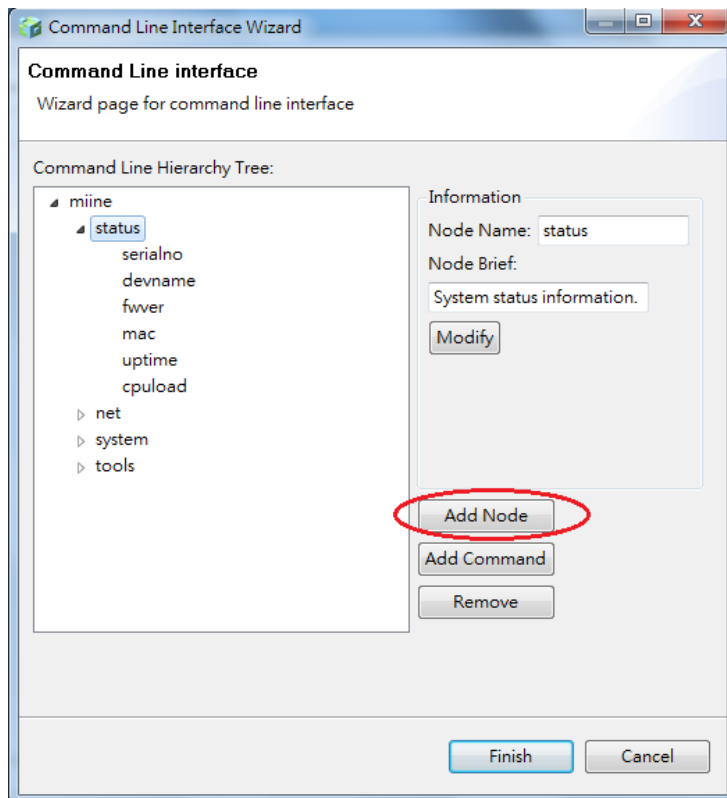 Command Line Interface Wizard
Command Line interface
Wizard page for command line interface
Command Line Hierarchy Tree:
miine
status
serialno
devname
fwver
mac
uptime
cpuload
net
system
tools
Information
Node Name: status
Node Brief:
System status information.
Modify
Add Node
Add Command
Remove
Finish Cancel